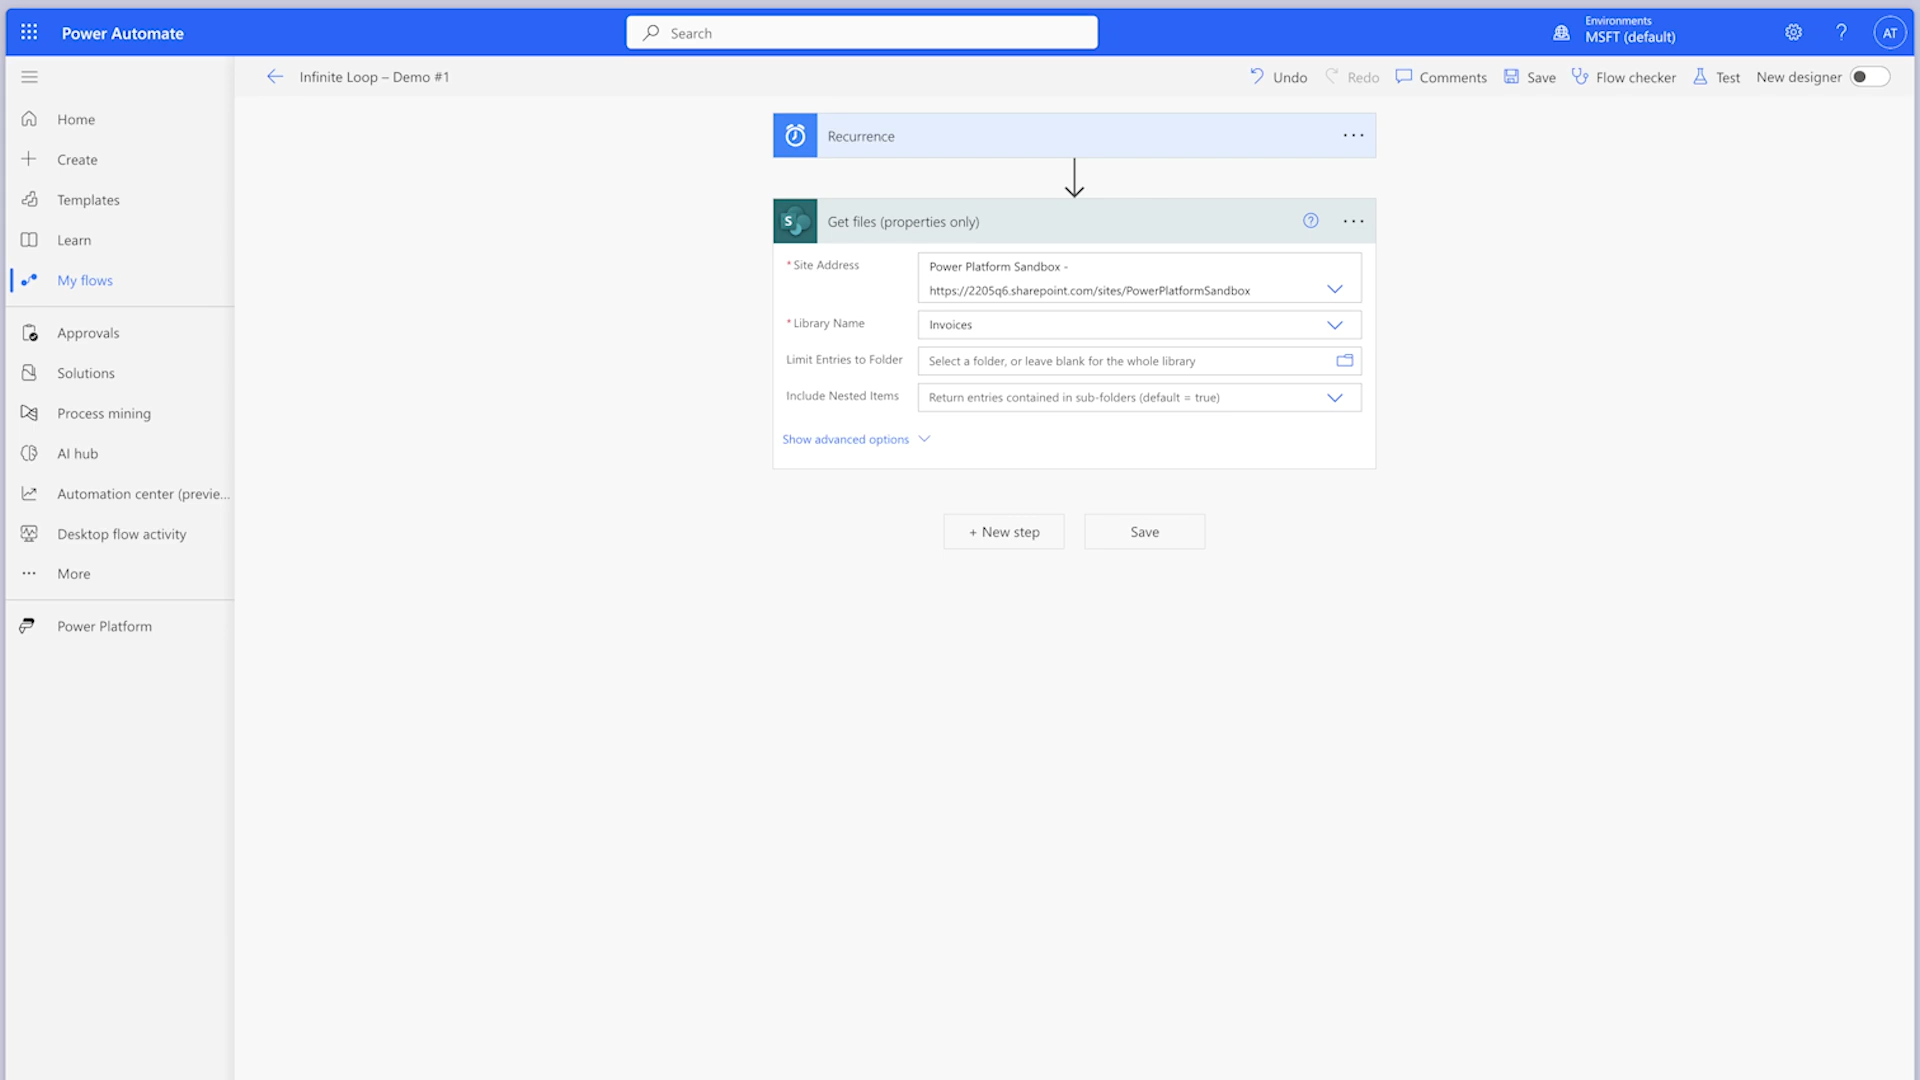 Power Automate
Search
Environments
MSFT (default)
?
AT
Infinite Loop – Demo #1
Undo
Redo
Comments
Save
Flow checker
Test
New designer
Home
Create
Templates
Learn
My flows
Approvals
Solutions
Process mining
AI hub
Automation center (previe...
Desktop flow activity
More
Power Platform
Recurrence
S
Get files (properties only)
?
* Site Address
Power Platform Sandbox -
https://2205q6.sharepoint.com/sites/PowerPlatformSandbox
* Library Name
Invoices
Limit Entries to Folder
Select a folder, or leave blank for the whole library
Include Nested Items
Return entries contained in sub-folders (default = true)
Show advanced options
+ New step
Save